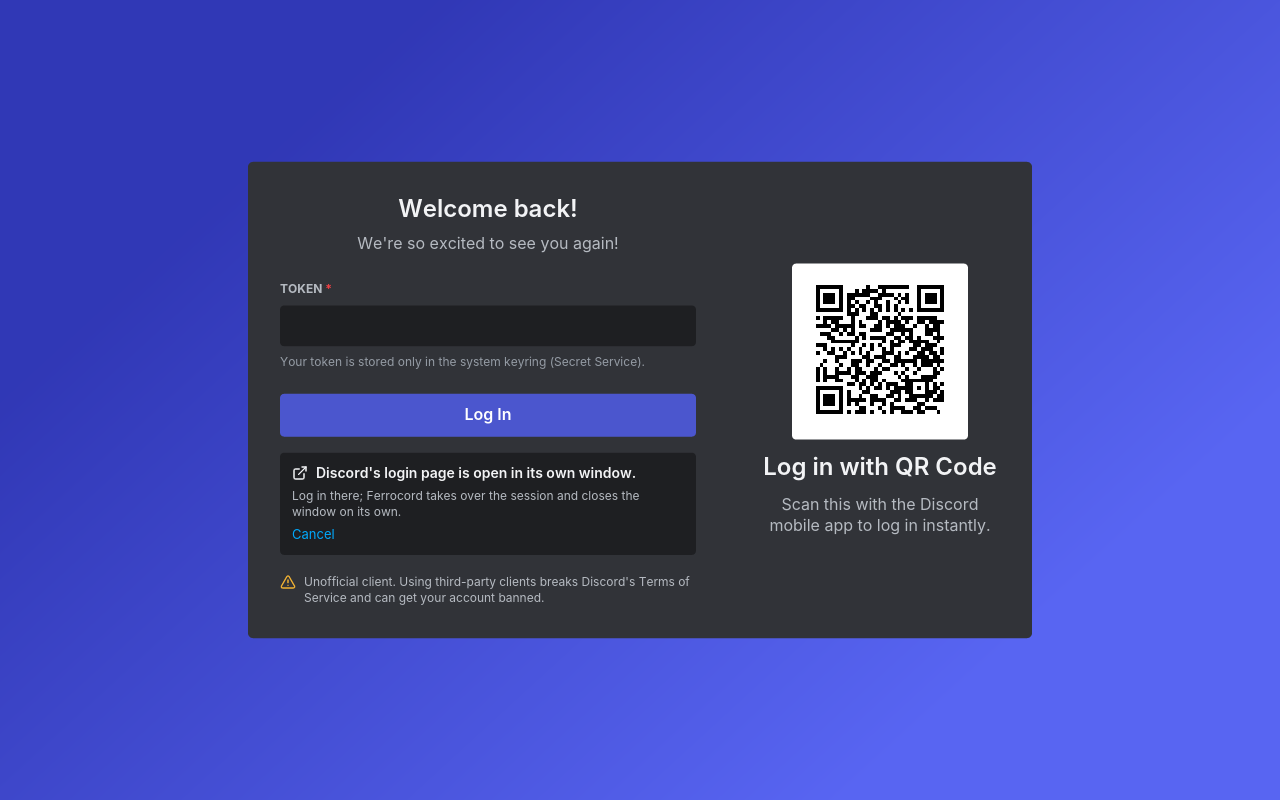 Welcome back!
We're so excited to see you again!
TOKEN *
Your token is stored only in the system keyring (Secret Service).
Log In
Discord's login page is open in its own window.
Log in there; Ferrocord takes over the session and closes the
window on its own.
Cancel
Unofficial client. Using third-party clients breaks Discord's Terms of
Service and can get your account banned.
Log in with QR Code
Scan this with the Discord
mobile app to log in instantly.